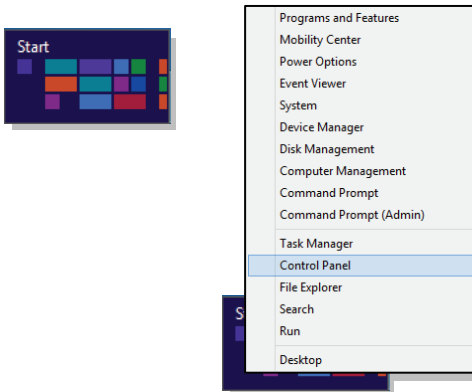 Start
Programs and Features
Mobility Center
Power Options
Event Viewer
System
Device Manager
Disk Management
Computer Management
Command Prompt
Command Prompt (Admin)
Task Manager
Control Panel
File Explorer
Search
Run
Desktop